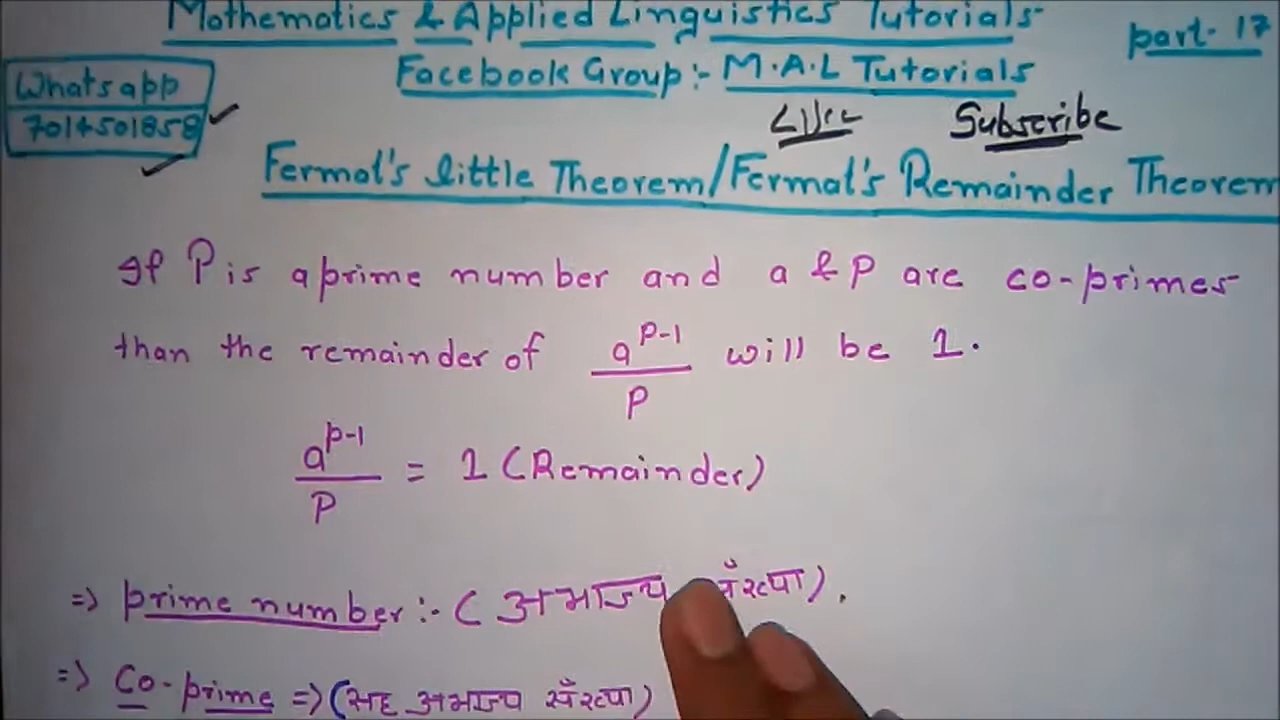 Mathematics & Applied Linguistics Tutorials
part- 17
Facebook Group:- M.A.L Tutorials
Whatsapp
7014501858
Like Subscribe
Fermat's little Theorem/Fermat's Remainder Theorem
If P is a prime number and a & P are co-primes
than the remainder of a^{P-1}/P will be 1.
a^{P-1}/P = 1 (Remainder)
=> prime number:- (अभाज्य सँख्या).
=> Co-prime => (सह अभाज्य सँख्या)